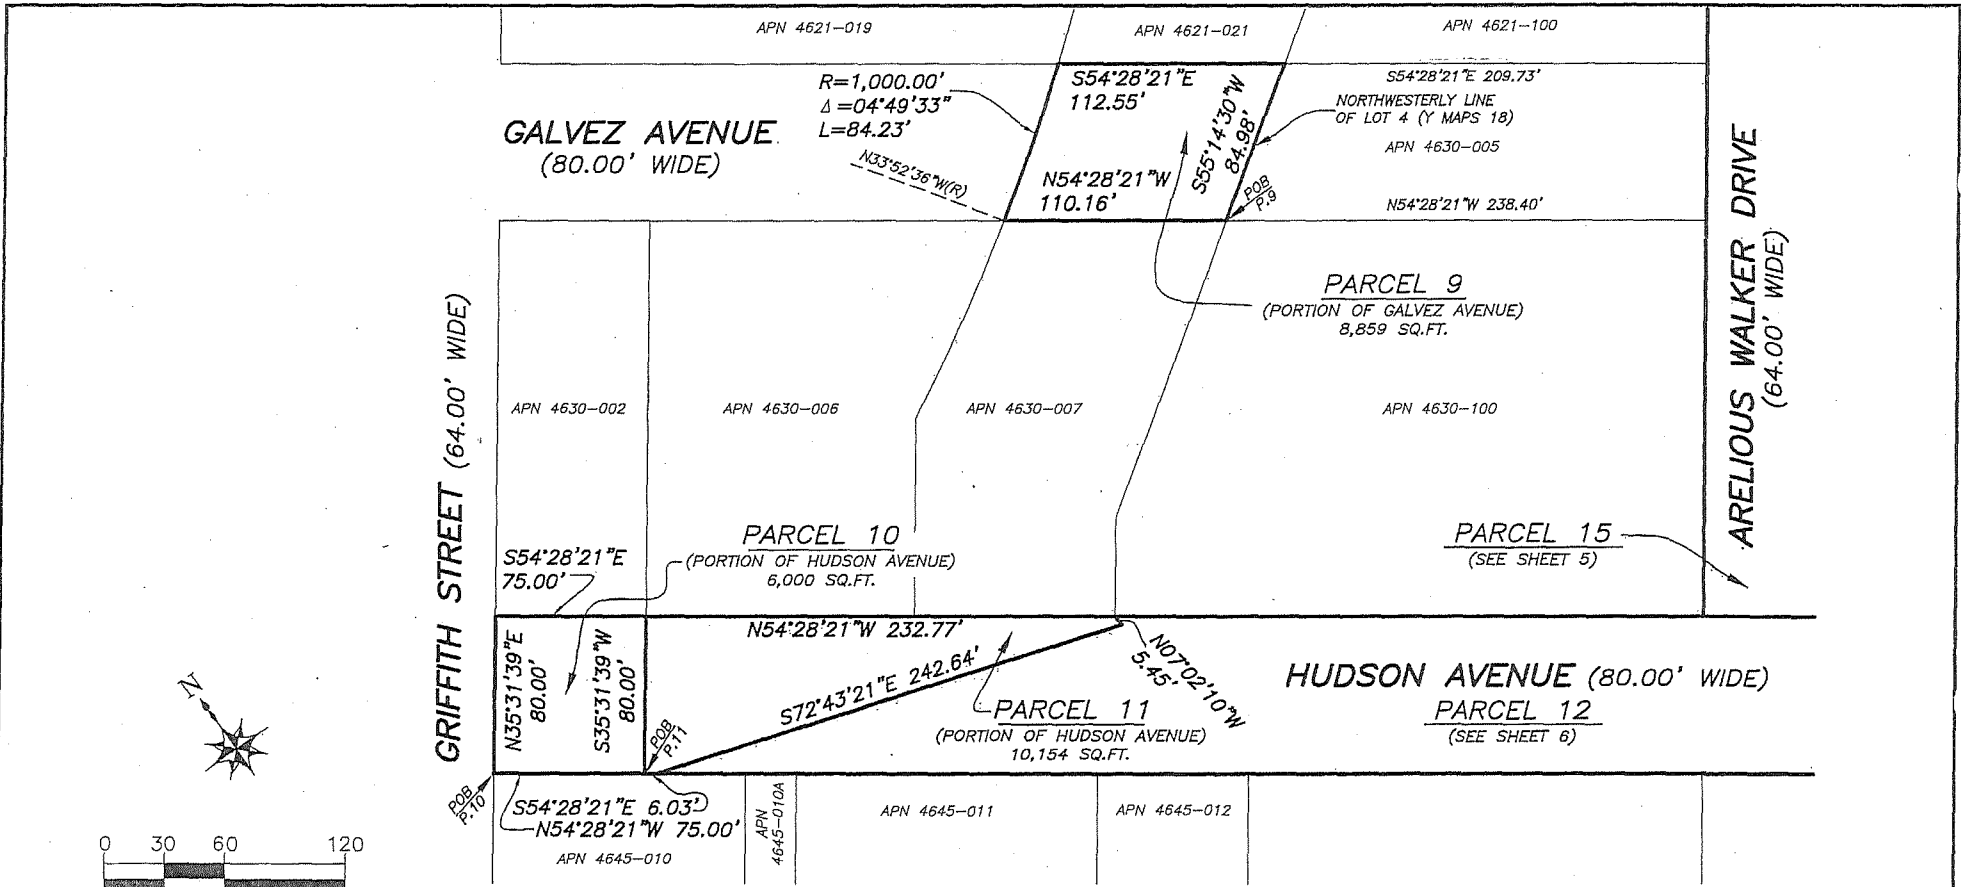 APN 4621-019
APN 4621-021
APN 4621-100
R=1,000.00'
Δ=04°49'33"
L=84.23'
S54°28'21"E
112.55'
S55°14'30"W
84.98'
S54°28'21"E 209.73'
NORTHWESTERLY LINE
OF LOT 4 (Y MAPS 18)
APN 4630-005
GALVEZ AVENUE
(80.00' WIDE)
N33°52'36"W(R)
N54°28'21"W
110.16'
POB
P.9
N54°28'21"W 238.40'
ARELIOUS WALKER DRIVE
(64.00' WIDE)
PARCEL 9
(PORTION OF GALVEZ AVENUE)
8,859 SQ.FT.
GRIFFITH STREET (64.00' WIDE)
APN 4630-002
APN 4630-006
APN 4630-007
APN 4630-100
PARCEL 10
(PORTION OF HUDSON AVENUE)
6,000 SQ.FT.
S54°28'21"E
75.00'
PARCEL 15
(SEE SHEET 5)
N35°31'39"E
80.00'
S35°31'39"W
80.00'
N54°28'21"W 232.77'
S72°43'21"E 242.64'
N07°02'10"W
5.45'
HUDSON AVENUE (80.00' WIDE)
PARCEL 11
(PORTION OF HUDSON AVENUE)
10,154 SQ.FT.
PARCEL 12
(SEE SHEET 6)
POB
P.11
N
POB
P.10
S54°28'21"E 6.03'
N54°28'21"W 75.00'
APN 4645-010
APN
4645-010A
APN 4645-011
APN 4645-012
0 30 60 120